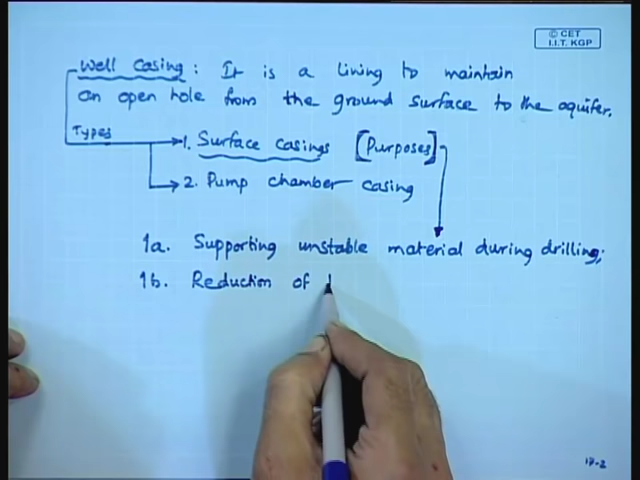 © CET
I.I.T. KGP
Well Casing: It is a lining to maintain
an open hole from the ground surface to the aquifer.
Types
1. Surface casings [Purposes]
2. Pump chamber casing
1a. Supporting unstable material during drilling;
1b. Reduction of l
17-2